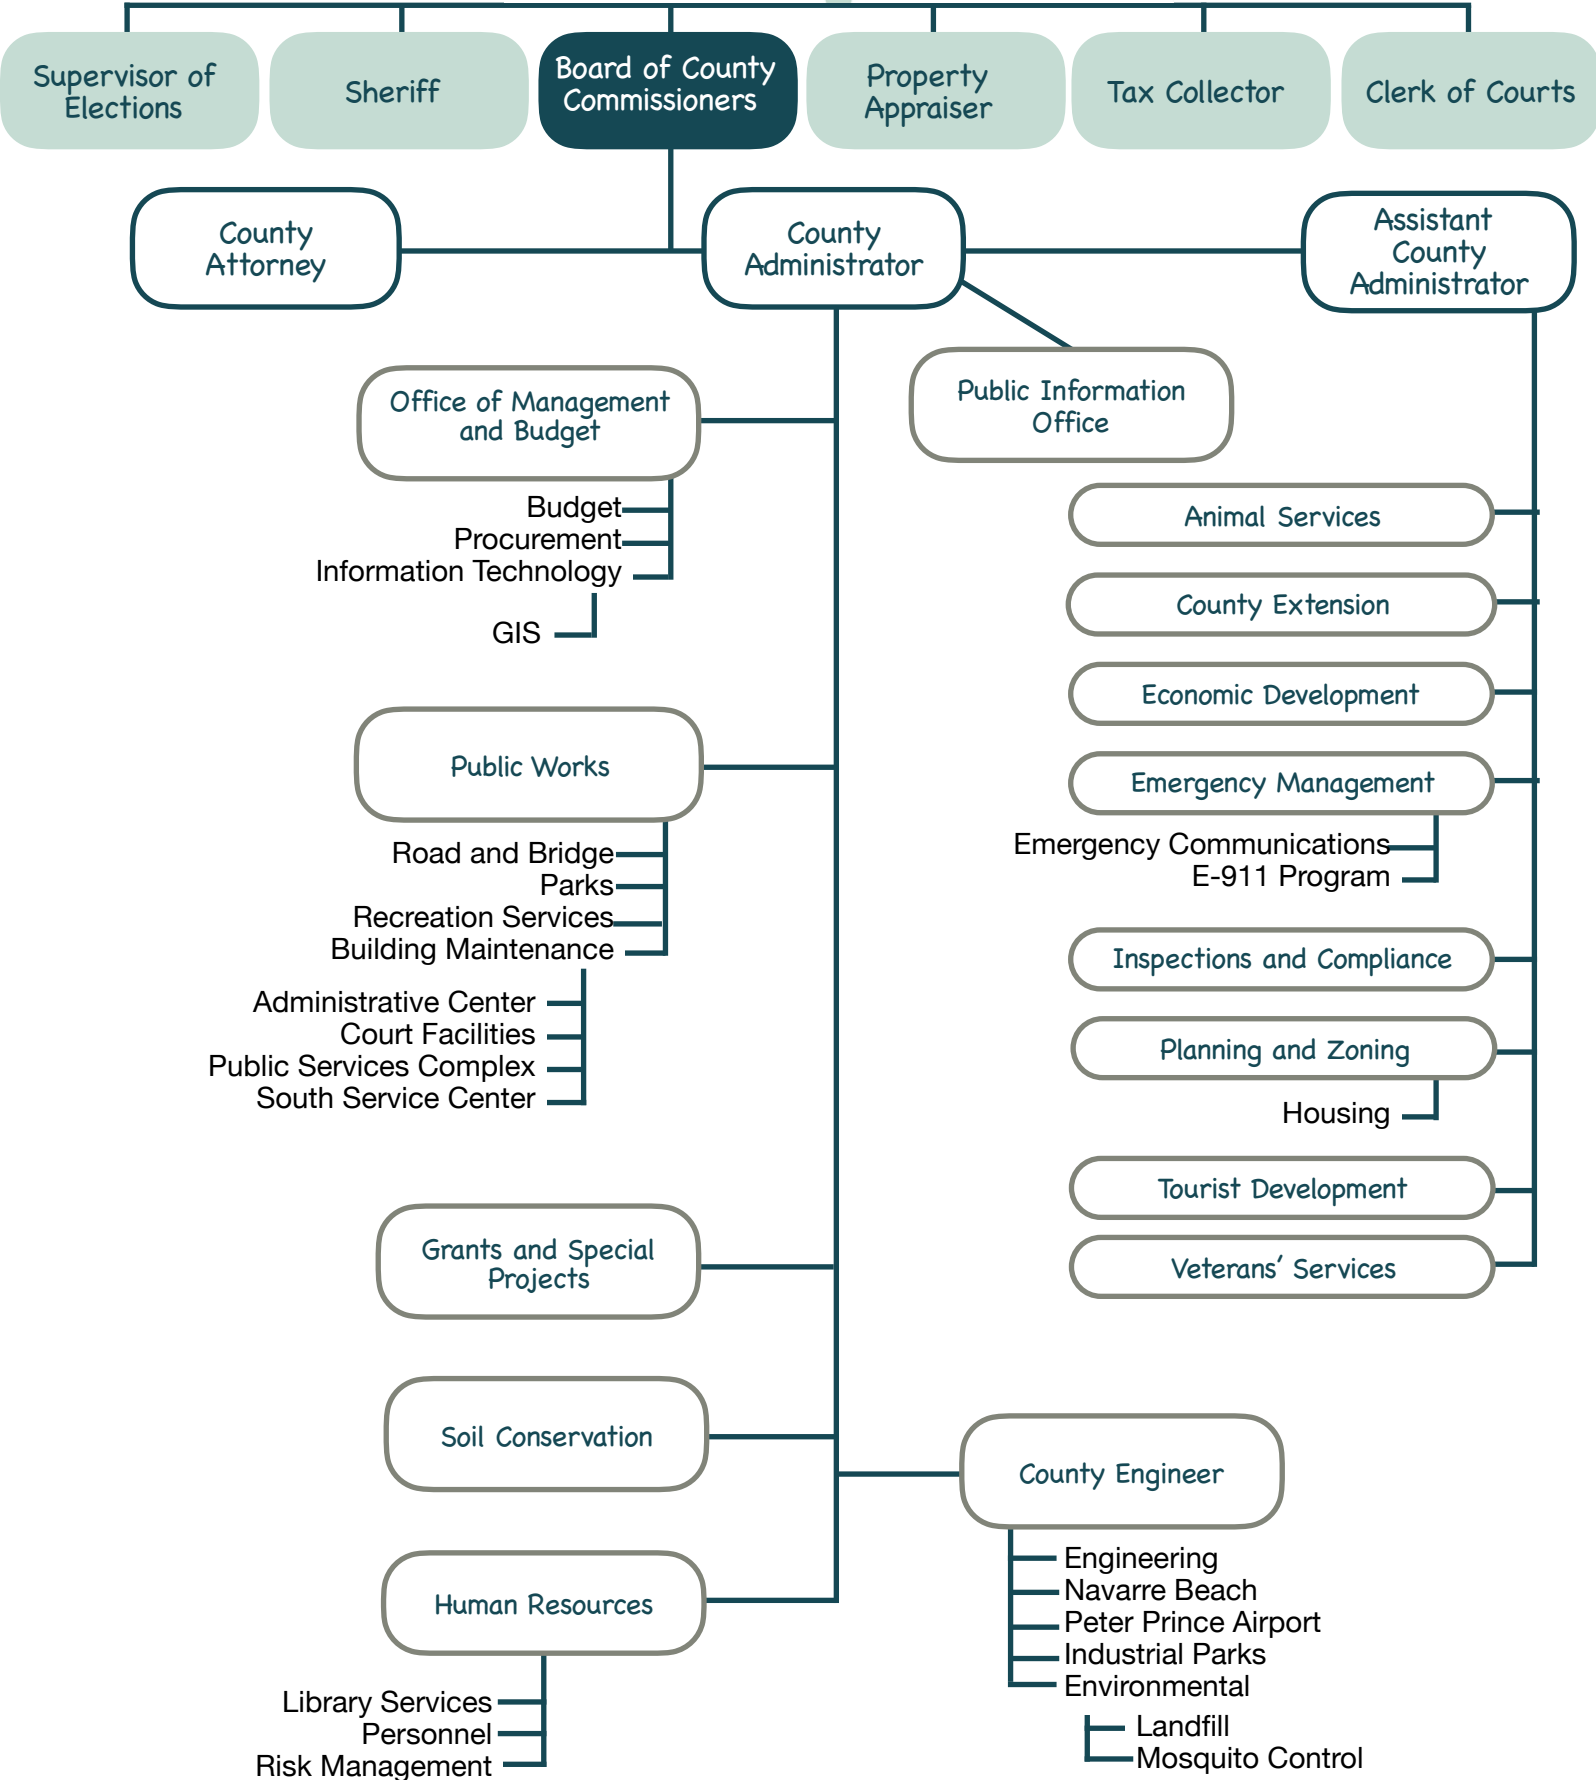 Supervisor of
Elections
Sheriff
Board of County
Commissioners
Property
Appraiser
Tax Collector
Clerk of Courts
County
Attorney
County
Administrator
Assistant
County
Administrator
Office of Management
and Budget
Public Information
Office
Budget
Procurement
Information Technology
GIS
Public Works
Road and Bridge
Parks
Recreation Services
Building Maintenance
Administrative Center
Court Facilities
Public Services Complex
South Service Center
Grants and Special
Projects
Soil Conservation
Human Resources
Library Services
Personnel
Risk Management
Animal Services
County Extension
Economic Development
Emergency Management
Emergency Communications
E-911 Program
Inspections and Compliance
Planning and Zoning
Housing
Tourist Development
Veterans’ Services
County Engineer
Engineering
Navarre Beach
Peter Prince Airport
Industrial Parks
Environmental
Landfill
Mosquito Control